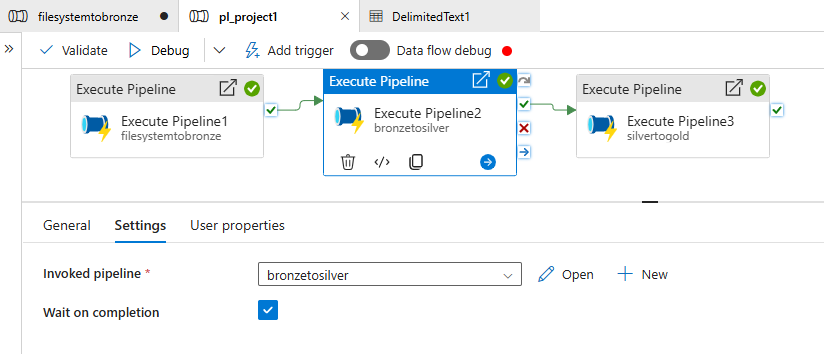 filesystemtobronze
pl_project1
DelimitedText1
Validate
Debug
Add trigger
Data flow debug
Execute Pipeline
Execute Pipeline1
filesystemtobronze
Execute Pipeline
Execute Pipeline2
bronzetosilver
Execute Pipeline
Execute Pipeline3
silvertogold
General
Settings
User properties
Invoked pipeline *
bronzetosilver
Open
New
Wait on completion